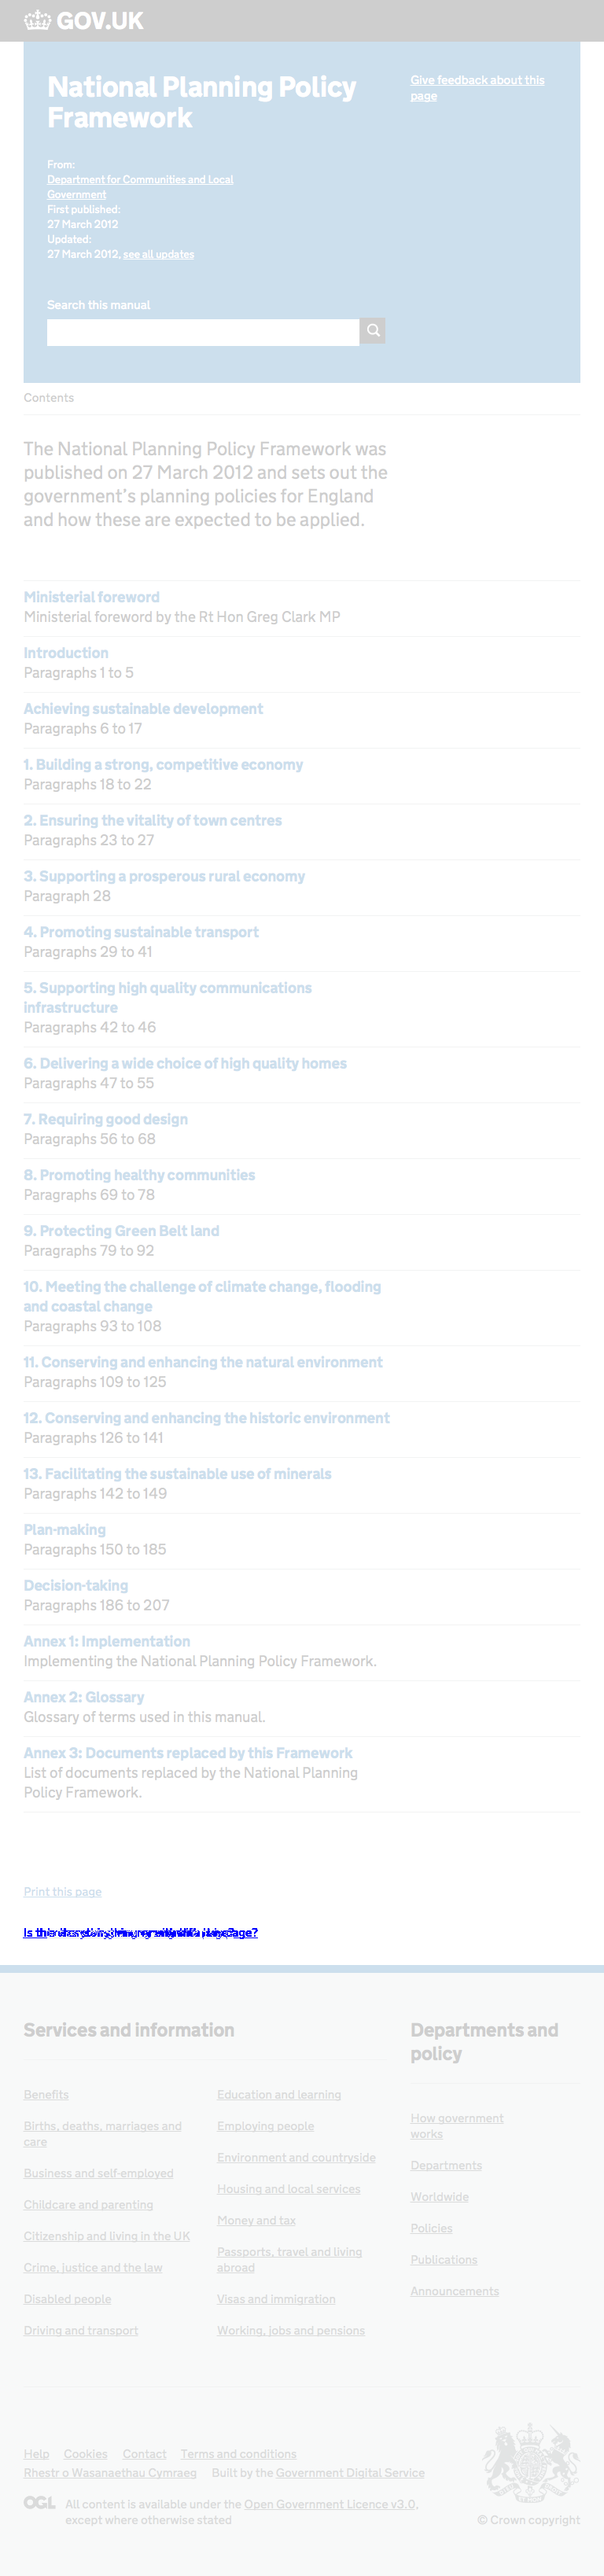 GOV.UK
National Planning Policy
Framework
Give feedback about this
page
From:
Department for Communities and Local
Government
First published:
27 March 2012
Updated:
27 March 2012, see all updates
Search this manual
Contents
The National Planning Policy Framework was
published on 27 March 2012 and sets out the
government's planning policies for England
and how these are expected to be applied.
Ministerial foreword
Ministerial foreword by the Rt Hon Greg Clark MP
Introduction
Paragraphs 1 to 5
Achieving sustainable development
Paragraphs 6 to 17
1. Building a strong, competitive economy
Paragraphs 18 to 22
2. Ensuring the vitality of town centres
Paragraphs 23 to 27
3. Supporting a prosperous rural economy
Paragraph 28
4. Promoting sustainable transport
Paragraphs 29 to 41
5. Supporting high quality communications
infrastructure
Paragraphs 42 to 46
6. Delivering a wide choice of high quality homes
Paragraphs 47 to 55
7. Requiring good design
Paragraphs 56 to 68
8. Promoting healthy communities
Paragraphs 69 to 78
9. Protecting Green Belt land
Paragraphs 79 to 92
10. Meeting the challenge of climate change, flooding
and coastal change
Paragraphs 93 to 108
11. Conserving and enhancing the natural environment
Paragraphs 109 to 125
12. Conserving and enhancing the historic environment
Paragraphs 126 to 141
13. Facilitating the sustainable use of minerals
Paragraphs 142 to 149
Plan-making
Paragraphs 150 to 185
Decision-taking
Paragraphs 186 to 207
Annex 1: Implementation
Implementing the National Planning Policy Framework.
Annex 2: Glossary
Glossary of terms used in this manual.
Annex 3: Documents replaced by this Framework
List of documents replaced by the National Planning
Policy Framework.
Print this page
Services and information
Benefits
Births, deaths, marriages and
care
Business and self-employed
Childcare and parenting
Citizenship and living in the UK
Crime, justice and the law
Disabled people
Driving and transport
Education and learning
Employing people
Environment and countryside
Housing and local services
Money and tax
Passports, travel and living
abroad
Visas and immigration
Working, jobs and pensions
Departments and
policy
How government
works
Departments
Worldwide
Policies
Publications
Announcements
Help Cookies Contact Terms and conditions
Rhestr o Wasanaethau Cymraeg Built by the Government Digital Service
OGL All content is available under the Open Government Licence v3.0,
except where otherwise stated
© Crown copyright